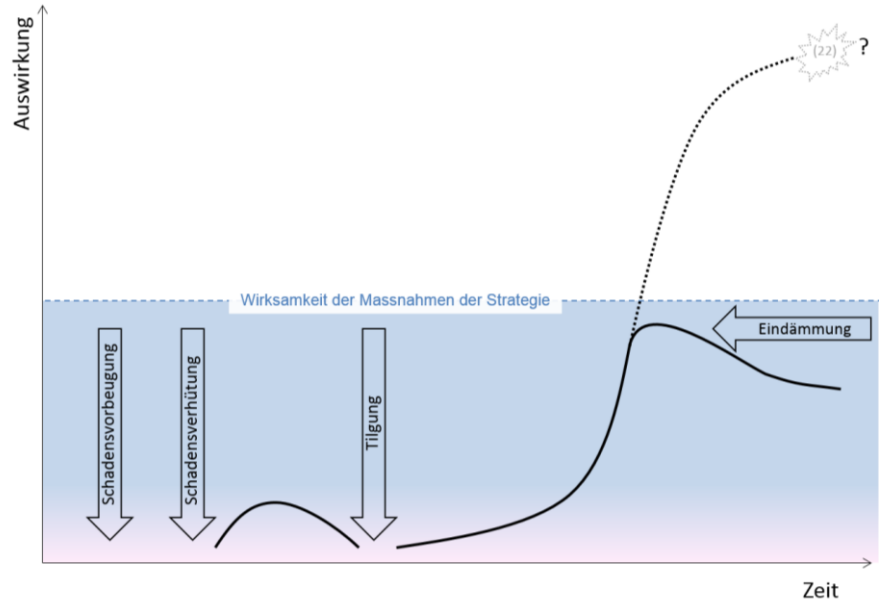 Auswirkung
(22) ?
Wirksamkeit der Massnahmen der Strategie
Eindämmung
Schadensvorbeugung
Schadensverhütung
Tilgung
Zeit